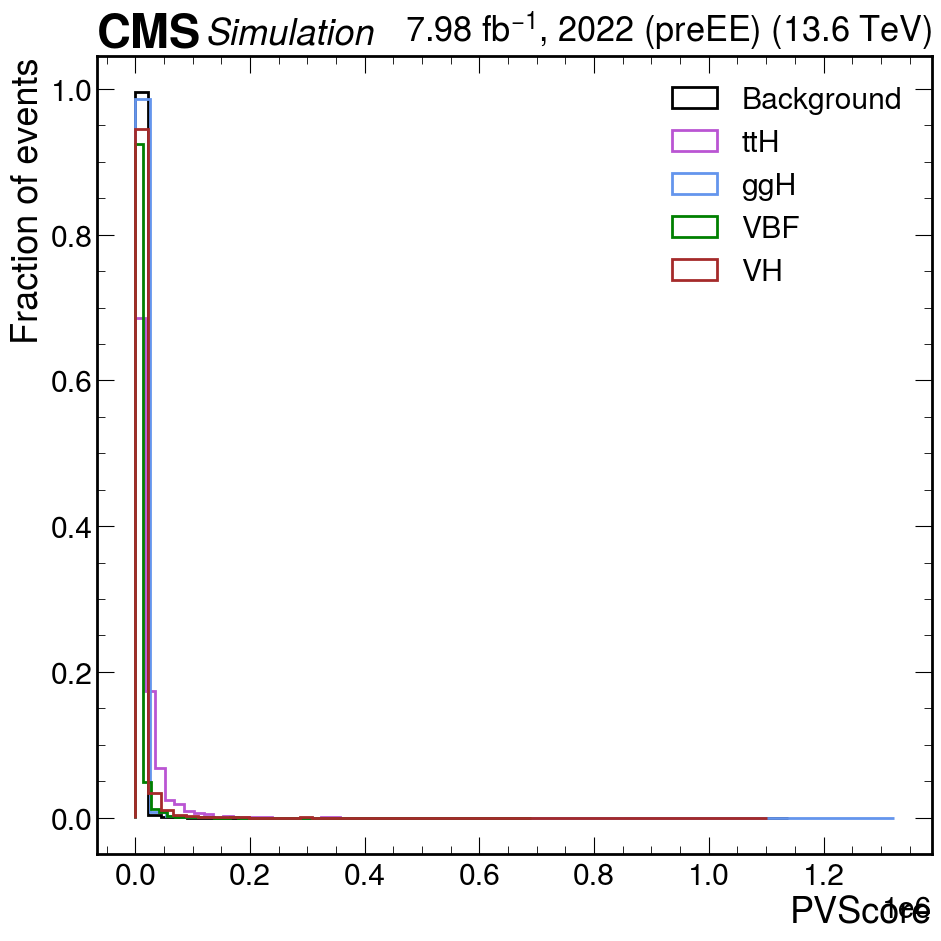 CMS Simulation 7.98 fb⁻¹, 2022 (preEE) (13.6 TeV)
Fraction of events
1.0
0.8
0.6
0.4
0.2
0.0
Background
ttH
ggH
VBF
VH
0.0 0.2 0.4 0.6 0.8 1.0 1.2
PVScore
1e6